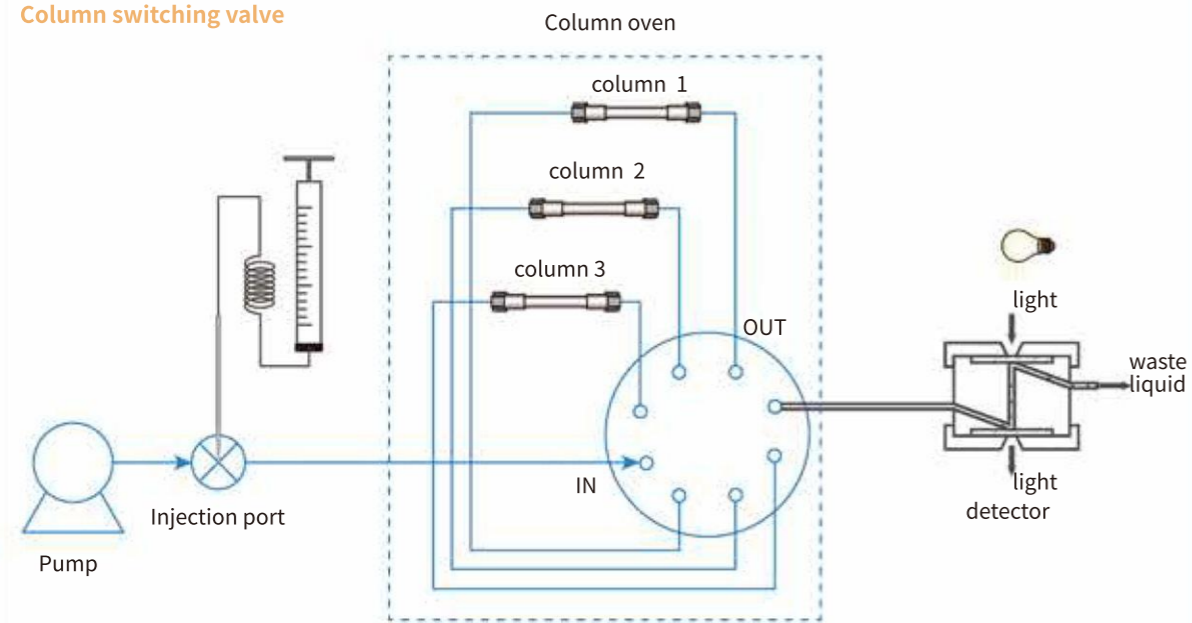 Column switching valve
Column oven
column 1
column 2
column 3
OUT
light
waste
liquid
IN
light
detector
Injection port
Pump